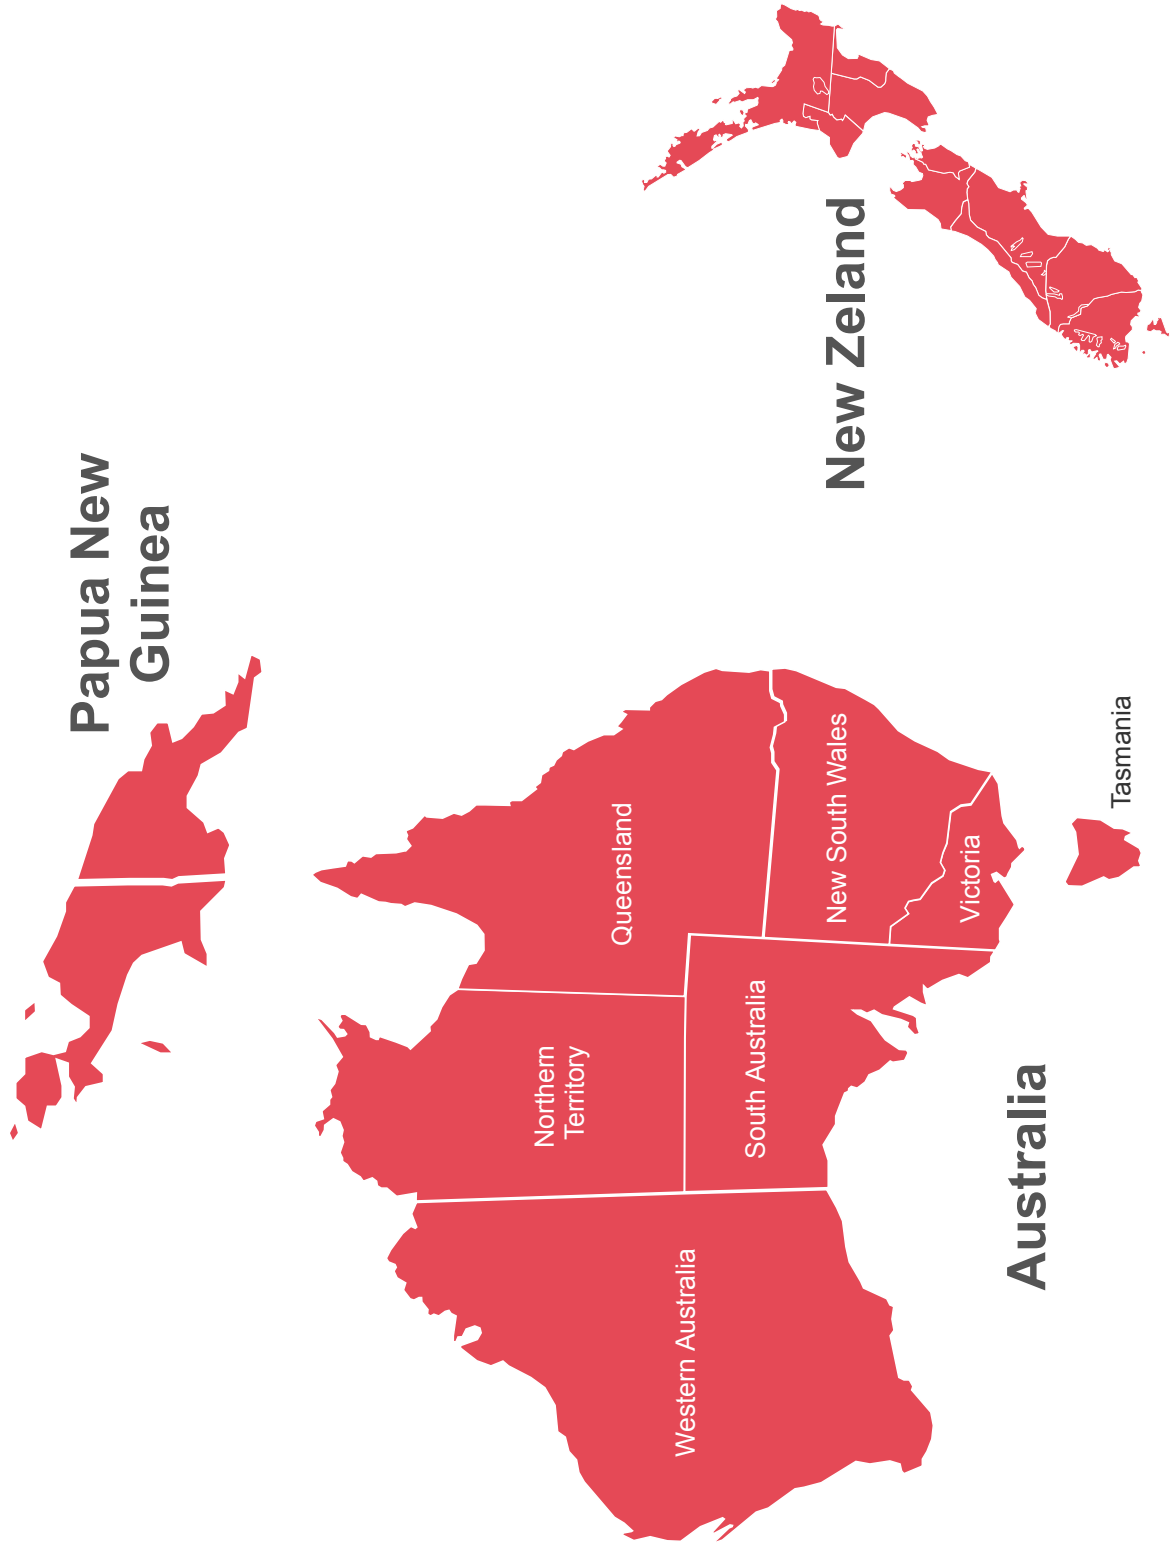 Papua New
Guinea
New Zeland
Northern
Territory
Queensland
Western Australia
South Australia
New South Wales
Victoria
Australia
Tasmania